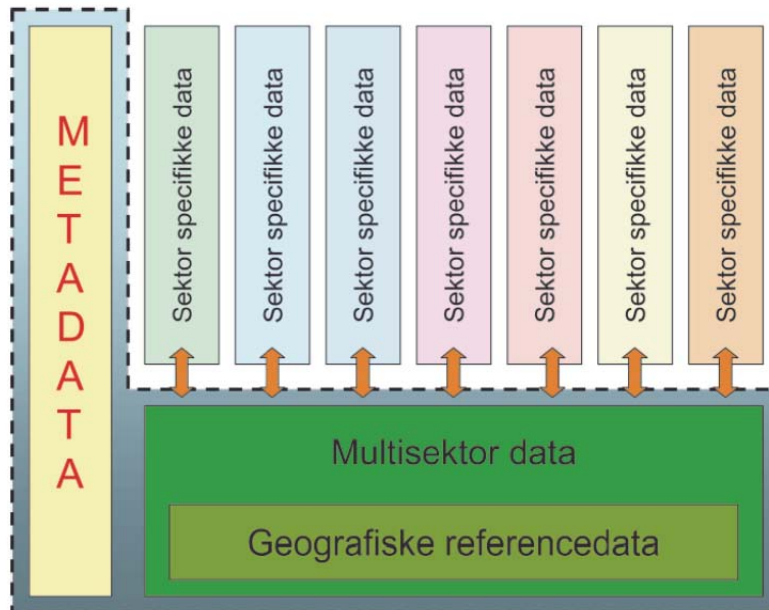 METADATA
Sektor specifikke data
Sektor specifikke data
Sektor specifikke data
Sektor specifikke data
Sektor specifikke data
Sektor specifikke data
Sektor specifikke data
Multisektor data
Geografiske referencedata